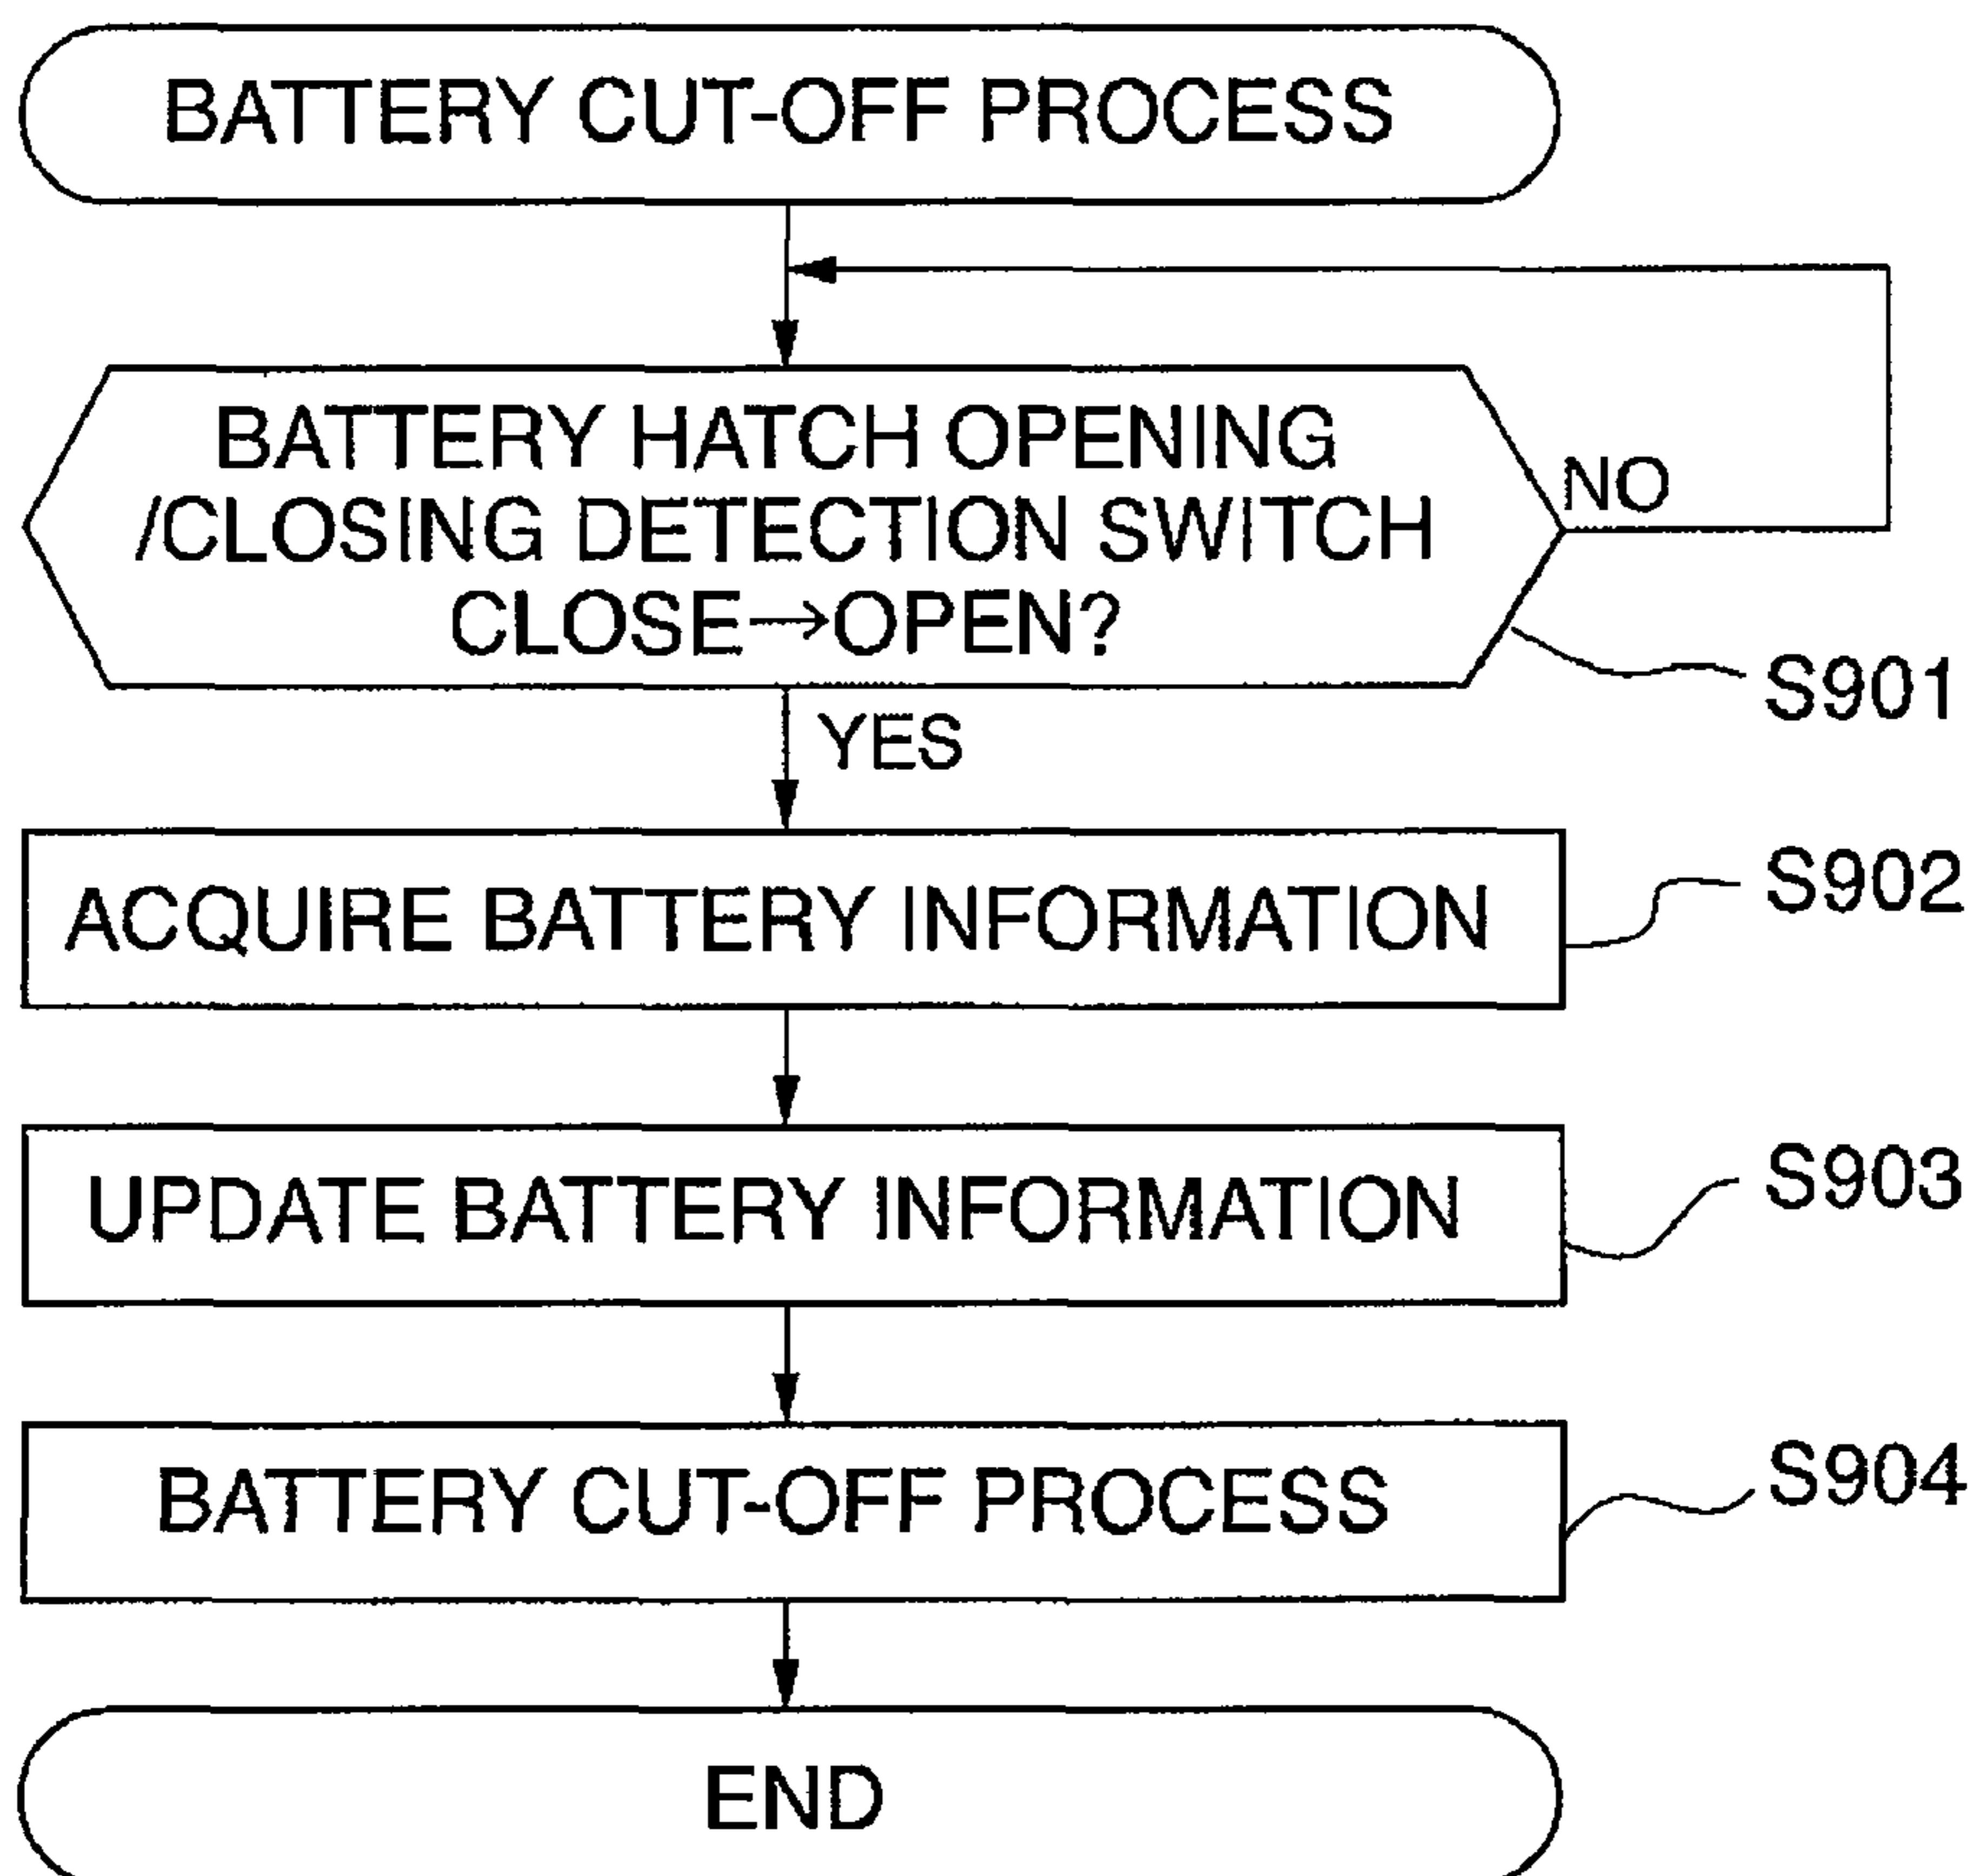 BATTERY CUT-OFF PROCESS
BATTERY HATCH OPENING
/CLOSING DETECTION SWITCH
CLOSE→OPEN?
NO
S901
YES
ACQUIRE BATTERY INFORMATION
S902
UPDATE BATTERY INFORMATION
S903
BATTERY CUT-OFF PROCESS
S904
END